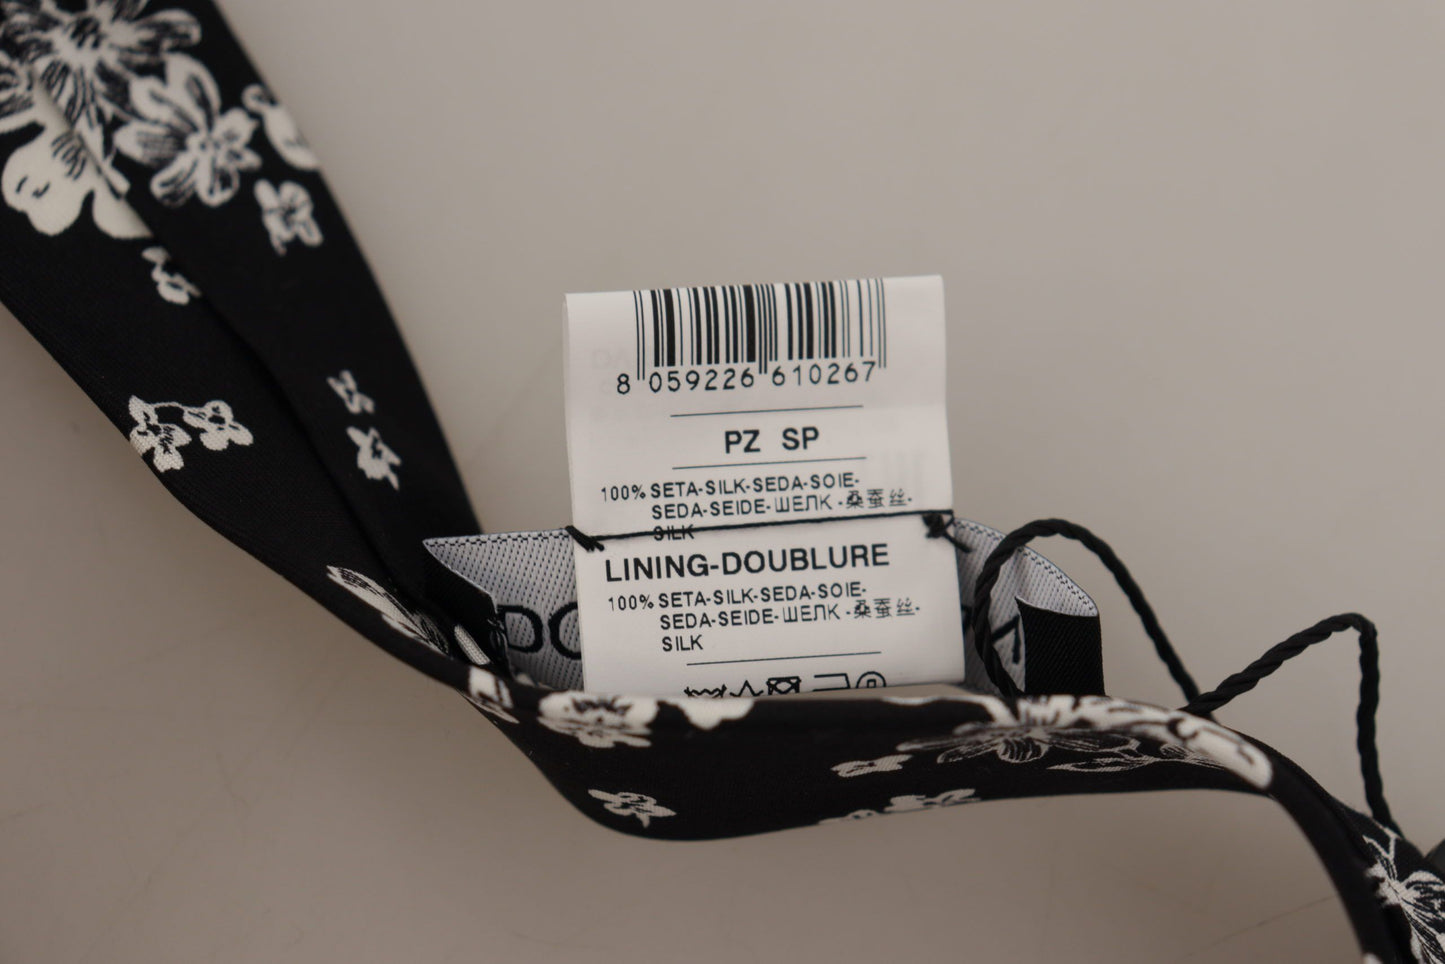 8 059226 610267
PZ SP
100% SETA-SILK-SEDA-SOIE-
SEDA-SEIDE-ШЕЛК -桑蚕丝-
SILK
LINING-DOUBLURE
100% SETA-SILK-SEDA-SOIE-
SEDA-SEIDE-ШЕЛК -桑蚕丝-
SILK
DO